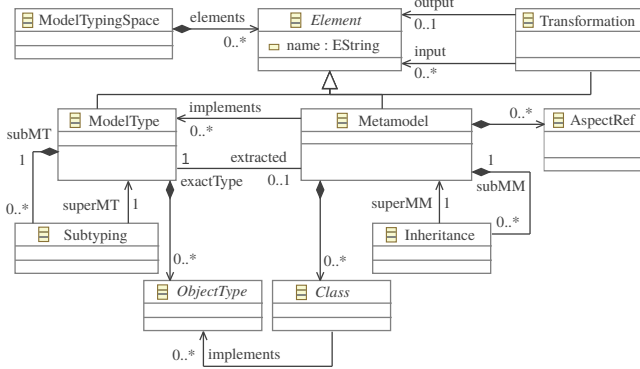 output
ModelTypingSpace
elements
0..*
Element
name : EString
0..1
Transformation
input
0..*
ModelType
implements
0..*
Metamodel
0..*
AspectRef
subMT
1
1
exactType
extracted
0..1
1
subMM
superMT
1
superMM
1
0..*
0..*
Subtyping
Inheritance
0..*
0..*
ObjectType
Class
0..*
implements